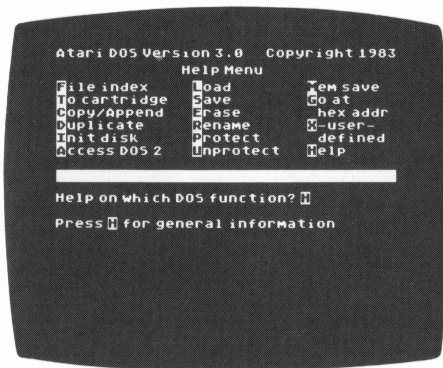 Atari DOS Version 3.0 Copyright 1983
Help Menu
File index Load Mem save
To cartridge Save Go at
Copy/Append Erase hex addr
Duplicate Rename X-user-
Init disk Protect defined
Access DOS 2 Unprotect Help
Help on which DOS function? H
Press H for general information